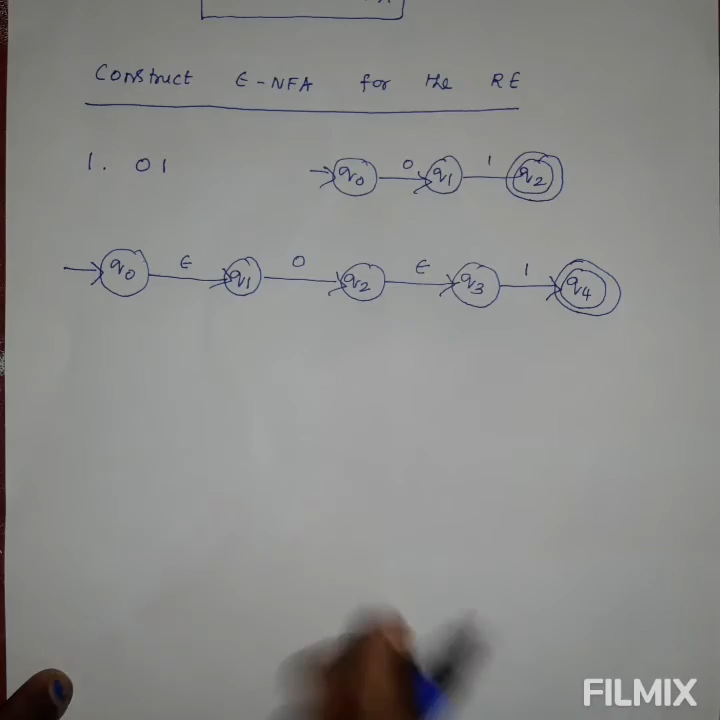 Construct ε-NFA for the RE
1. 01 q0 0 q1 1 q2
q0 ε q1 0 q2 ε q3 1 q4
FILMIX